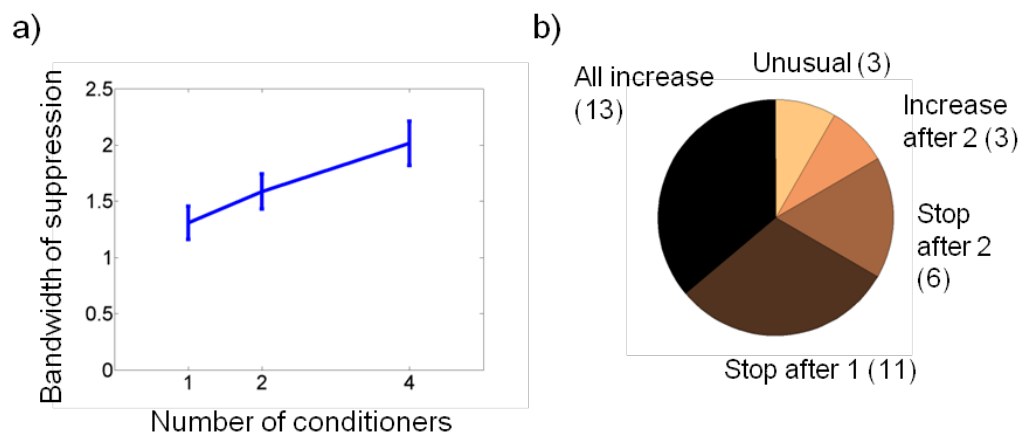 a)
Bandwidth of suppression
2.5
2
1.5
1
0.5
0
1 2 4
Number of conditioners
b)
Unusual (3)
All increase
(13)
Increase
after 2 (3)
Stop
after 2
(6)
Stop after 1 (11)